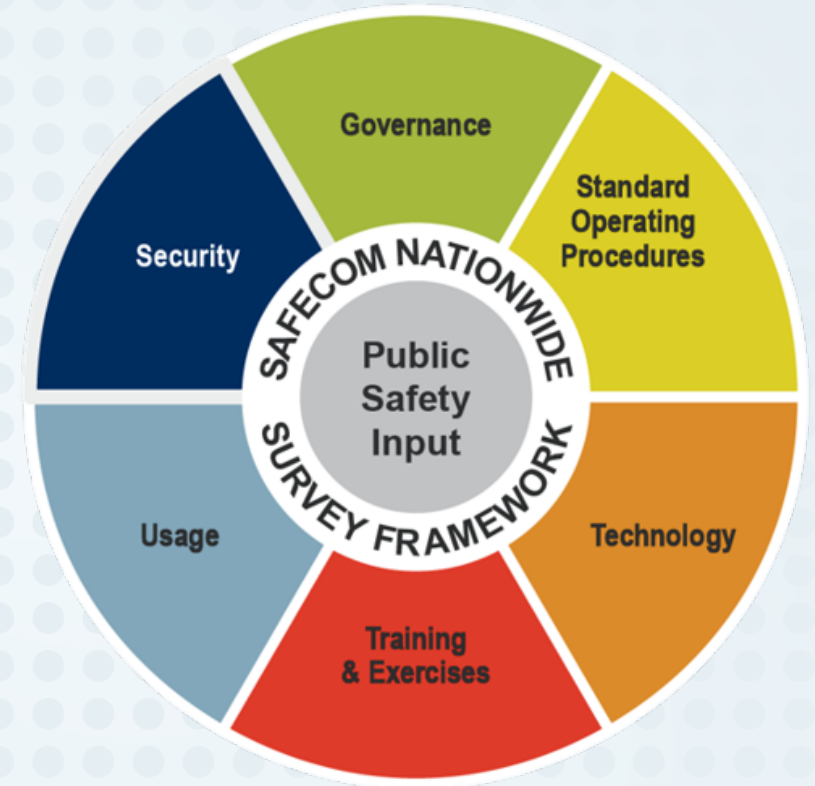 Governance
Standard
Operating
Procedures
Security
SAFECOM NATIONWIDE
Public
Safety
Input
SURVEY FRAMEWORK
Usage
Technology
Training
& Exercises